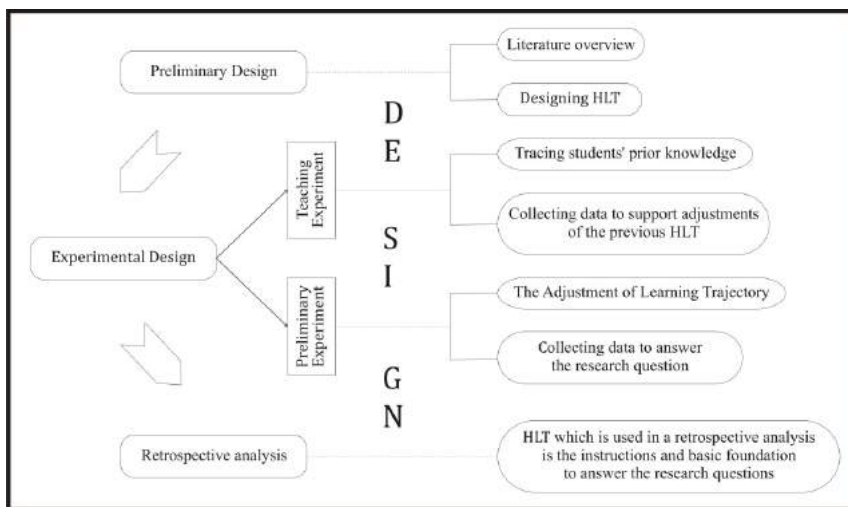 Preliminary Design
Literature overview
Designing HLT
D
E
S
I
G
N
Teaching
Experiment
Tracing students' prior knowledge
Collecting data to support adjustments
of the previous HLT
Experimental Design
Preliminary
Experiment
The Adjustment of Learning Trajectory
Collecting data to answer
the research question
Retrospective analysis
HLT which is used in a retrospective analysis
is the instructions and basic foundation
to answer the research questions